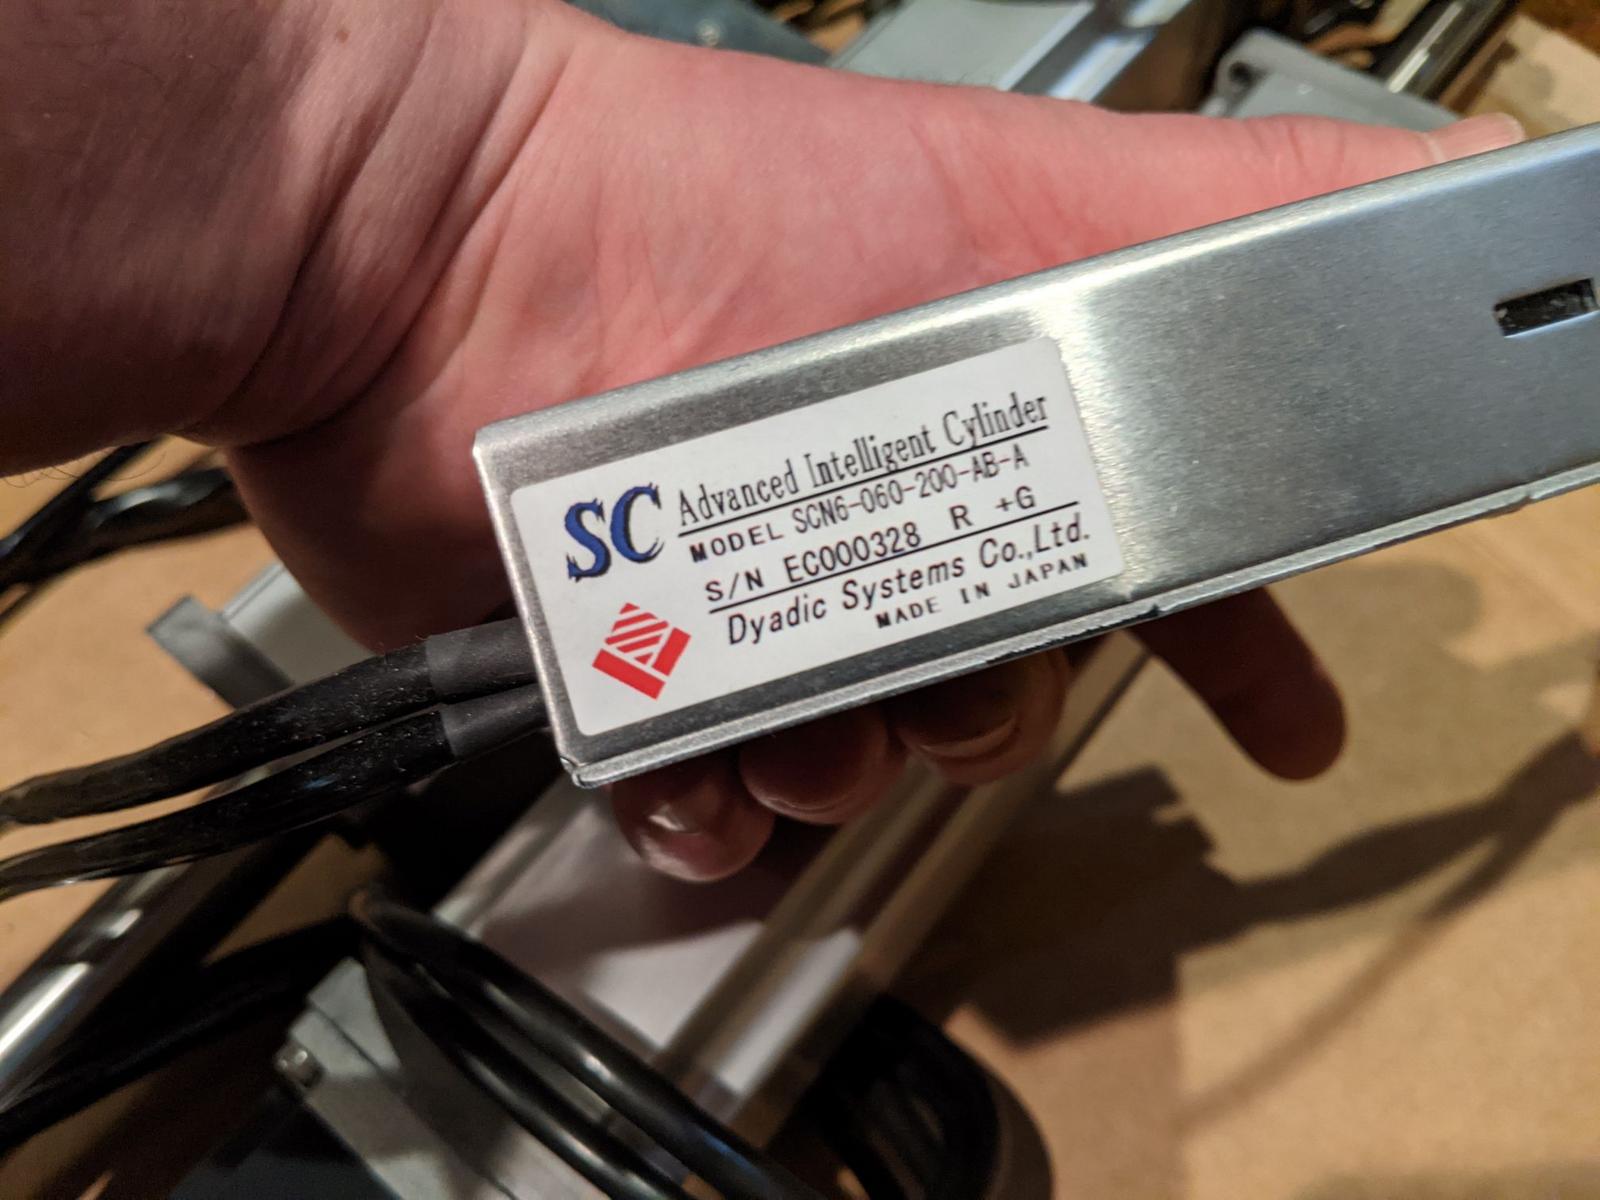 SC Advanced Intelligent Cylinder
MODEL SCN6-060-200-AB-A
S/N EC000328 R +G
Dyadic Systems Co.,Ltd.
MADE IN JAPAN